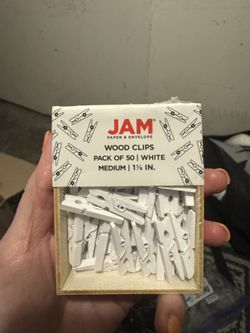 JAM
PAPER & ENVELOPE
WOOD CLIPS
PACK OF 50 | WHITE
MEDIUM | 1⅛ IN.